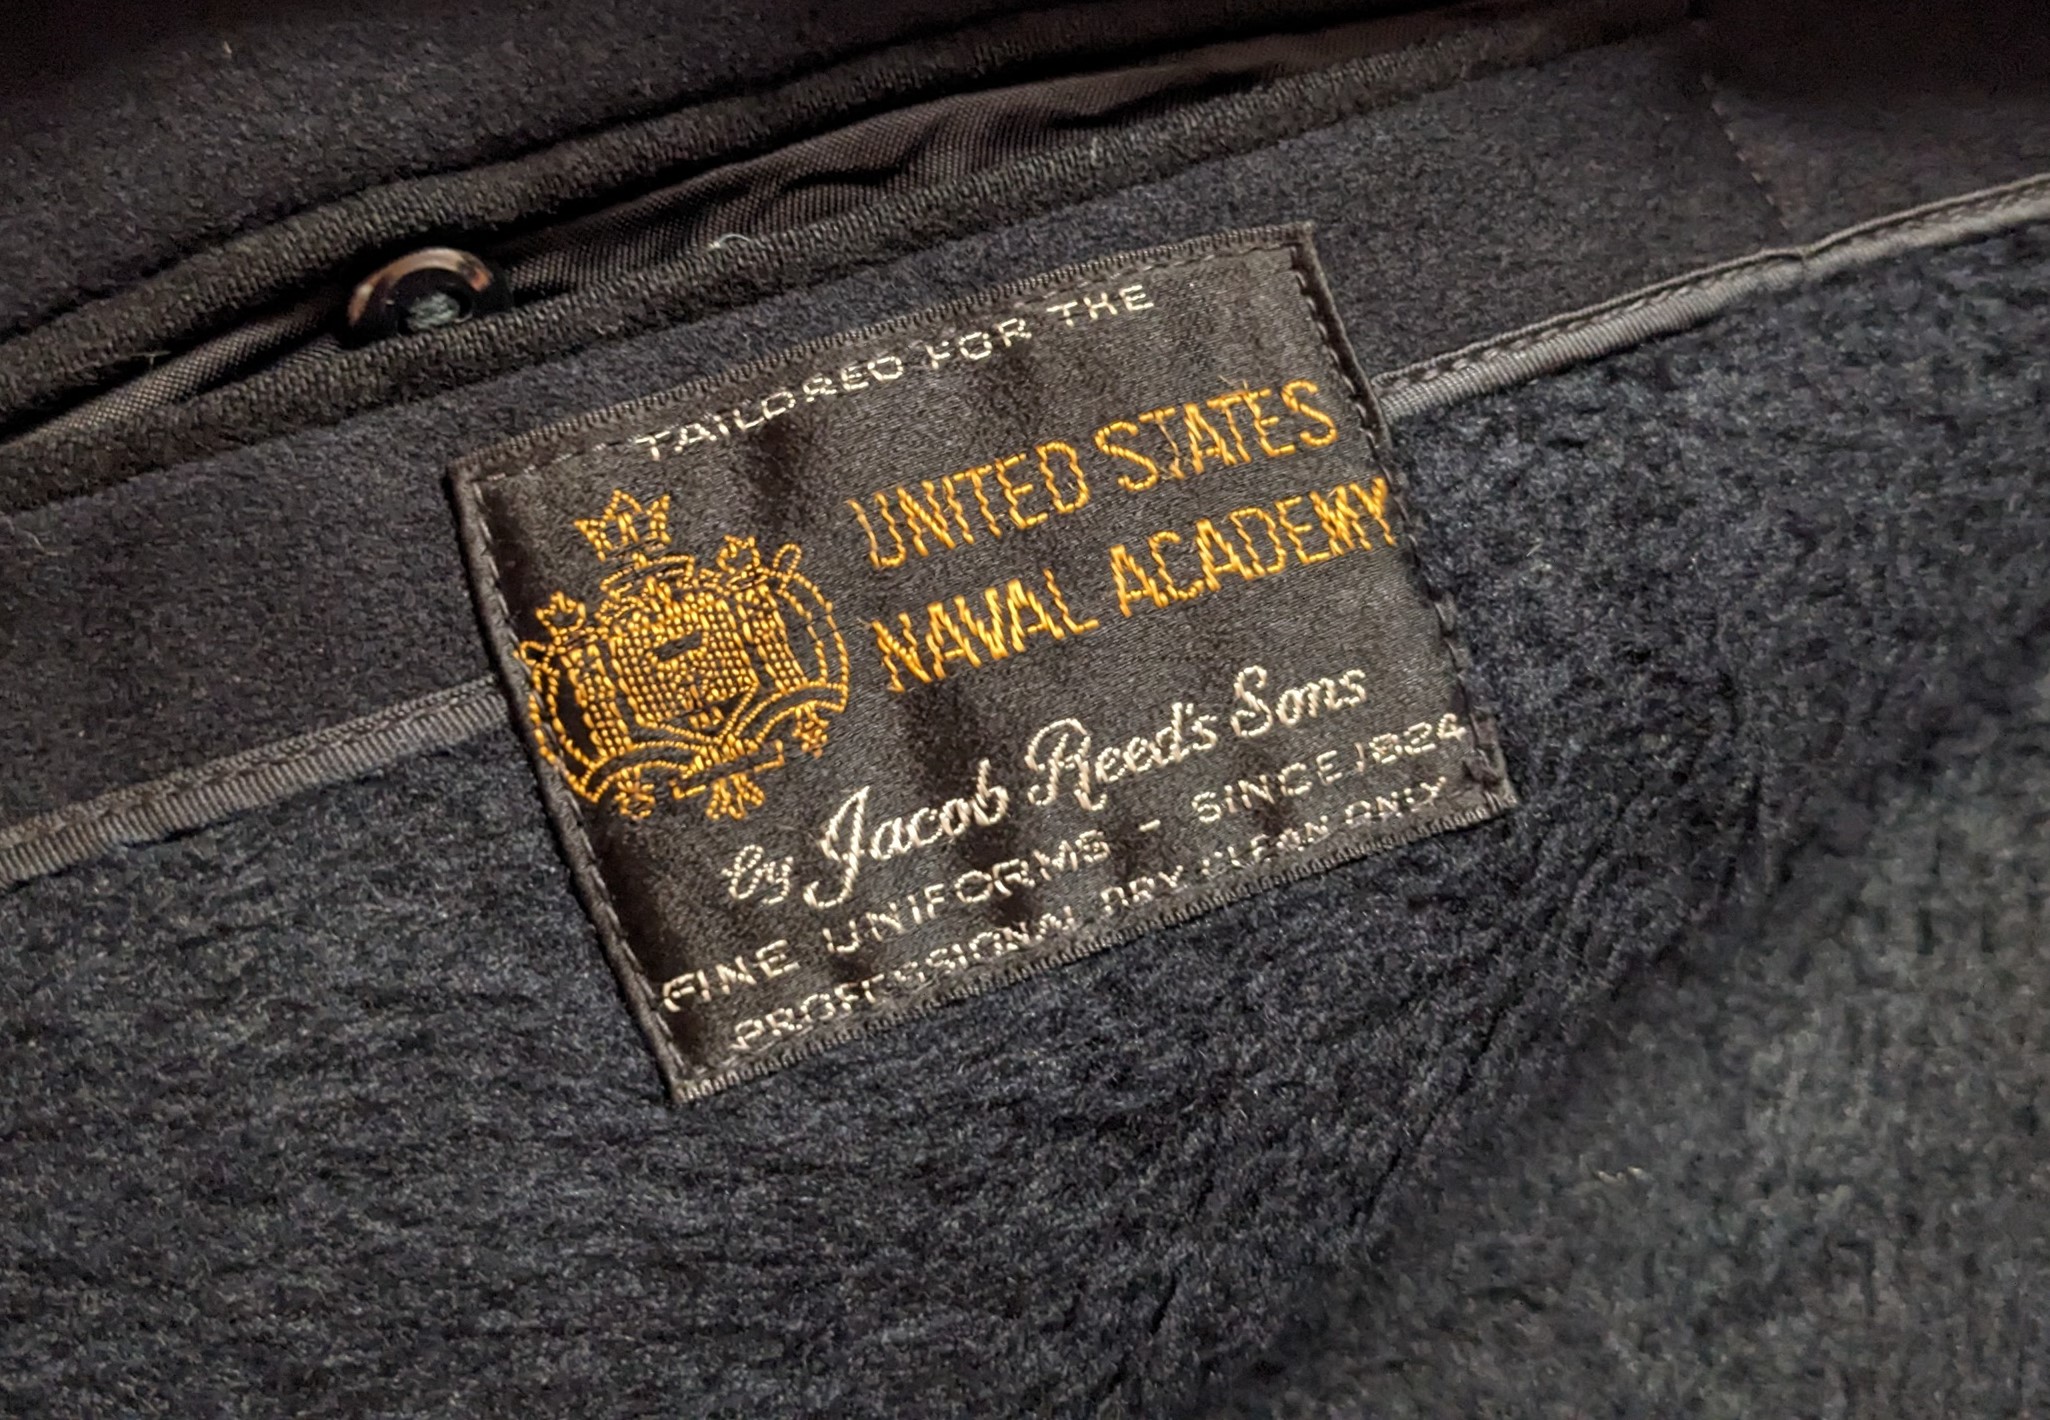 TAILORED FOR THE
UNITED STATES
NAVAL ACADEMY
by Jacob Reed's Sons
FINE UNIFORMS - SINCE 1824
PROFESSIONAL DRY CLEAN ONLY